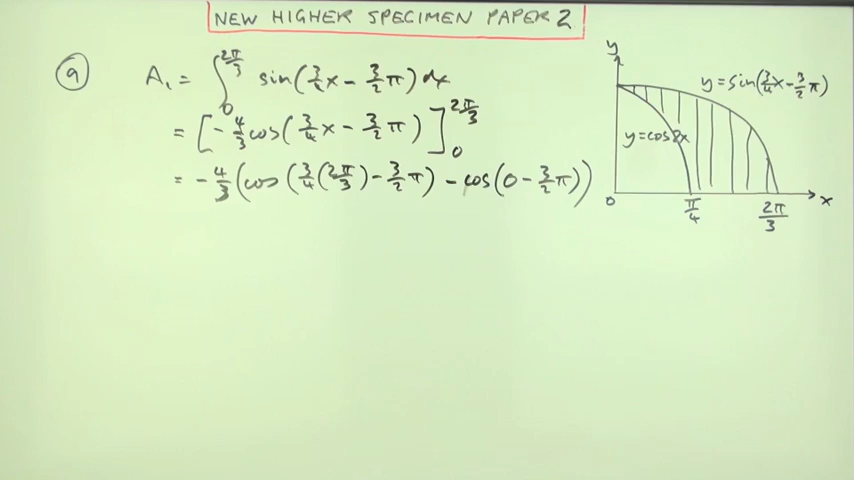 NEW HIGHER SPECIMEN PAPER 2
9 A₁ = ∫₀^{2π/3} sin(3/4x − 3/2π) dx
= [−4/3cos(3/4x − 3/2π)]₀^{2π/3}
= −4/3(cos(3/4(2π/3) − 3/2π) − cos(0 − 3/2π))
y
y = sin(3/4x − 3/2π)
y = cos2x
0 π/4 2π/3 x